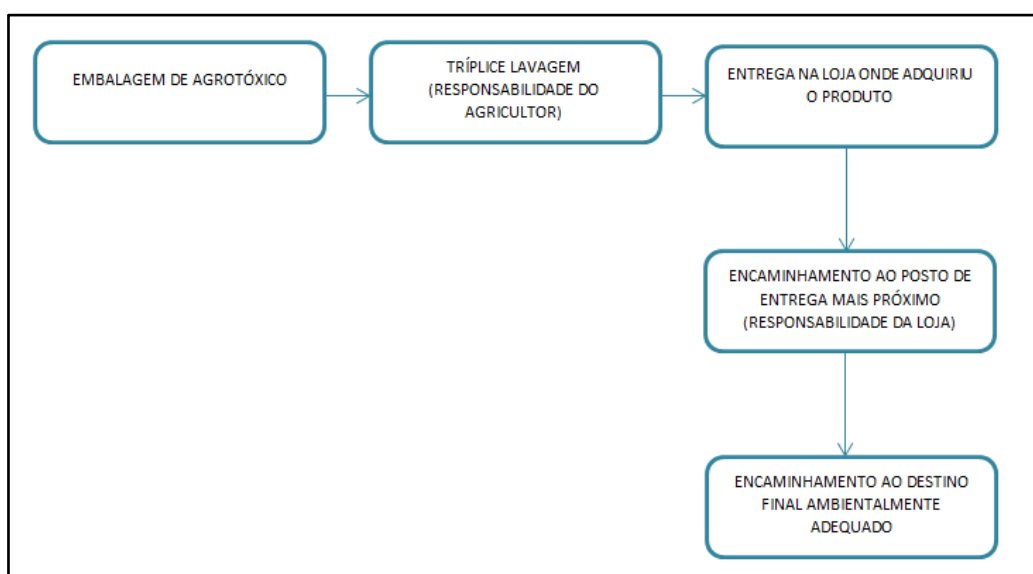 EMBALAGEM DE AGROTÓXICO
TRÍPLICE LAVAGEM
(RESPONSABILIDADE DO
AGRICULTOR)
ENTREGA NA LOJA ONDE ADQUIRIU
O PRODUTO
ENCAMINHAMENTO AO POSTO DE
ENTREGA MAIS PRÓXIMO
(RESPONSABILIDADE DA LOJA)
ENCAMINHAMENTO AO DESTINO
FINAL AMBIENTALMENTE
ADEQUADO